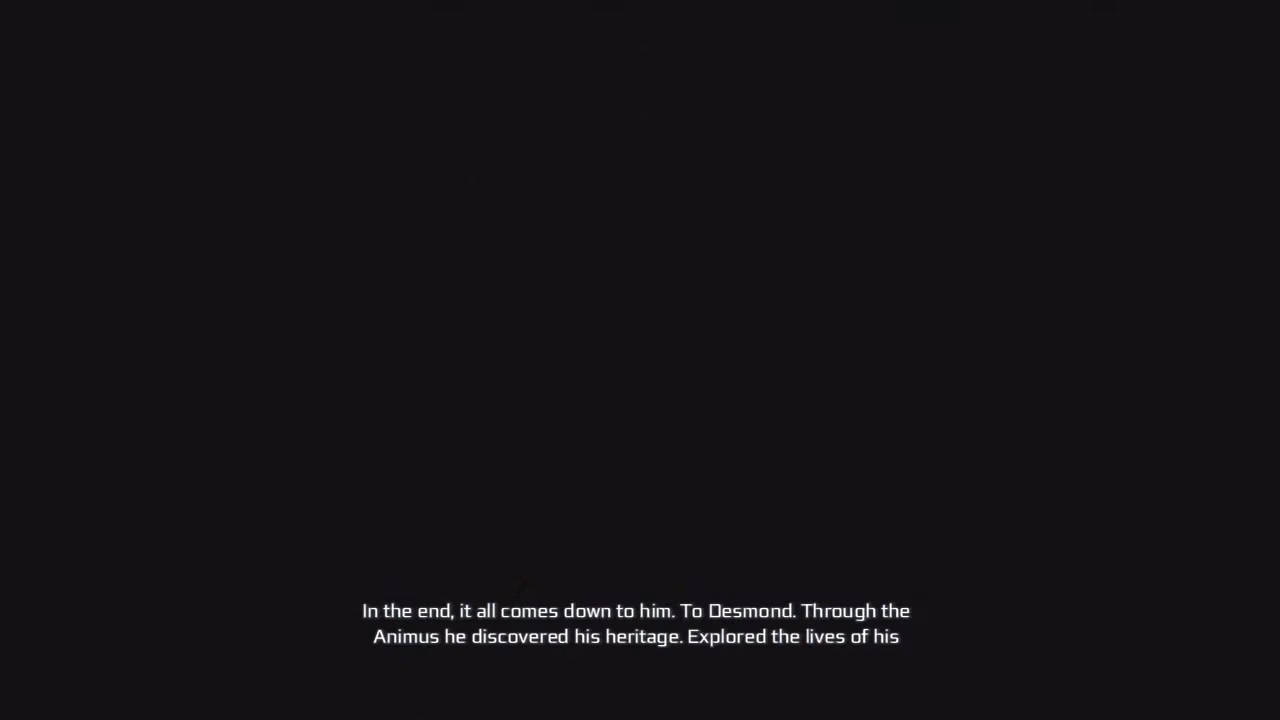 In the end, it all comes down to him. To Desmond. Through the
Animus he discovered his heritage. Explored the lives of his